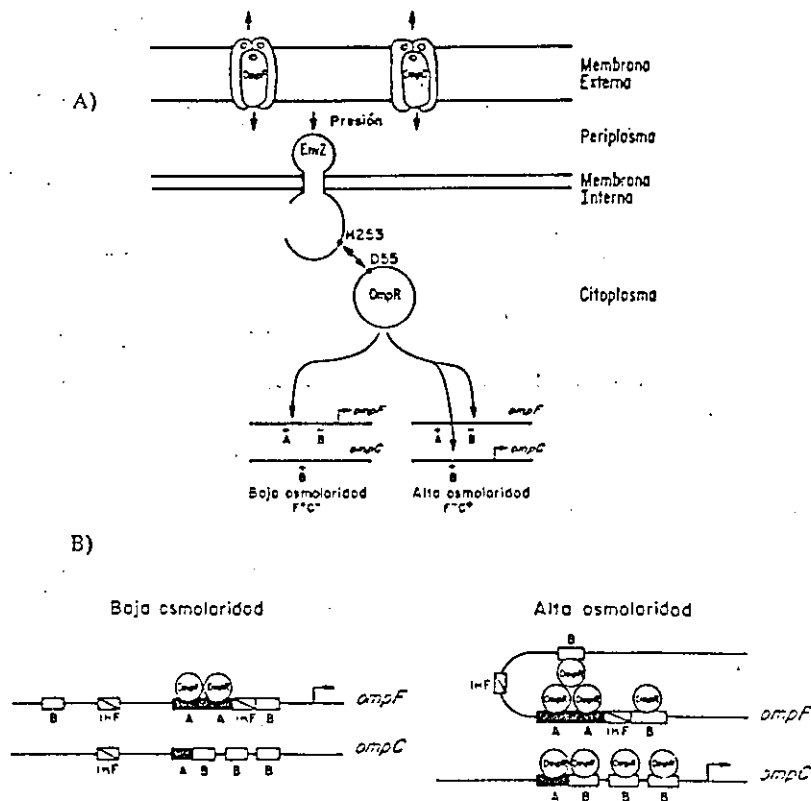 OmpF
OmpC
Membrana
Externa
A)
Presión
Periplasma
EnvZ
Membrana
Interna
H253
D55
OmpR
Citoplasma
ompF
ompF
A B
A B
ompC
ompC
B
B
Baja osmolaridad
F⁺C⁻
Alta osmolaridad
F⁻C⁺
B)
Baja osmolaridad
Alta osmolaridad
B
OmpR
IHF
OmpR OmpR
OmpR OmpR OmpR
ompF
ompF
B IHF A A IHF B
A A IHF B
OmpR OmpR OmpR OmpR
ompC
ompC
IHF A B B B
A B B B